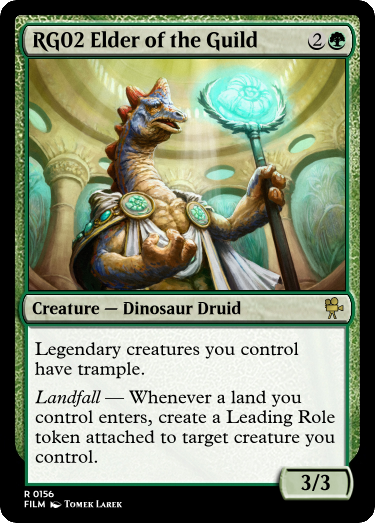 RG02 Elder of the Guild 2
Creature — Dinosaur Druid
Legendary creatures you control
have trample.
Landfall — Whenever a land you
control enters, create a Leading Role
token attached to target creature you
control.
3/3
R 0156
FILM Tomek Larek